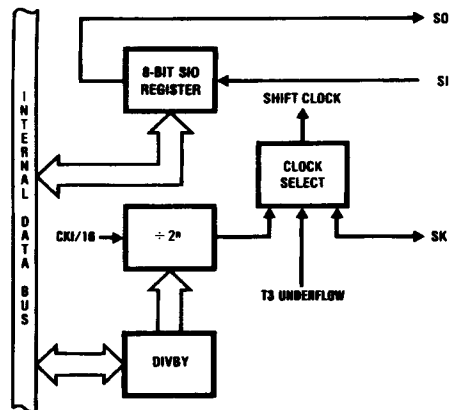 SO
8-BIT SIO
REGISTER
SI
SHIFT CLOCK
INTERNAL DATA BUS
CLOCK
SELECT
CKI/16
÷ 2ⁿ
SK
T3 UNDERFLOW
DIVBY